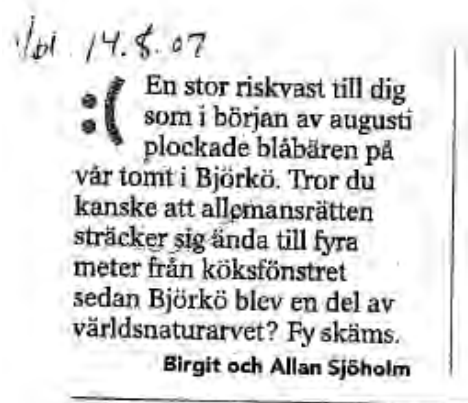 14.8.07
:( En stor riskvast till dig
som i början av augusti
plockade blåbären på
vår tomt i Björkö. Tror du
kanske att allemansrätten
sträcker sig ända till fyra
meter från köksfönstret
sedan Björkö blev en del av
världsnaturarvet? Fy skäms.
Birgit och Allan Sjöholm